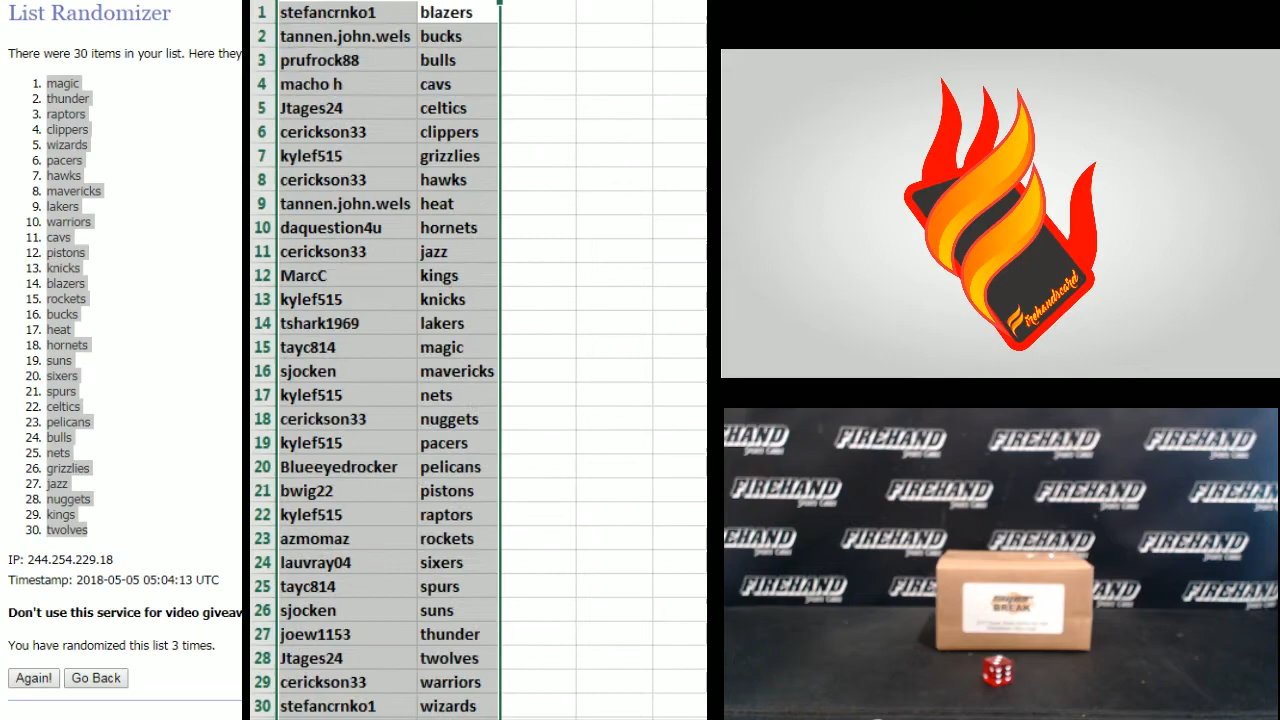 List Randomizer
There were 30 items in your list. Here they
1. magic
2. thunder
3. raptors
4. clippers
5. wizards
6. pacers
7. hawks
8. mavericks
9. lakers
10. warriors
11. cavs
12. pistons
13. knicks
14. blazers
15. rockets
16. bucks
17. heat
18. hornets
19. suns
20. sixers
21. spurs
22. celtics
23. pelicans
24. bulls
25. nets
26. grizzlies
27. jazz
28. nuggets
29. kings
30. twolves
IP: 244.254.229.18
Timestamp: 2018-05-05 05:04:13 UTC
Don't use this service for video giveaw
You have randomized this list 3 times.
Again! Go Back
1 stefancrnko1 blazers
2 tannen.john.wels bucks
3 prufrock88 bulls
4 macho h cavs
5 Jtages24 celtics
6 cerickson33 clippers
7 kylef515 grizzlies
8 cerickson33 hawks
9 tannen.john.wels heat
10 daquestion4u hornets
11 cerickson33 jazz
12 MarcC kings
13 kylef515 knicks
14 tshark1969 lakers
15 tayc814 magic
16 sjocken mavericks
17 kylef515 nets
18 cerickson33 nuggets
19 kylef515 pacers
20 Blueeyedrocker pelicans
21 bwig22 pistons
22 kylef515 raptors
23 azmomaz rockets
24 lauvray04 sixers
25 tayc814 spurs
26 sjocken suns
27 joew1153 thunder
28 Jtages24 twolves
29 cerickson33 warriors
30 stefancrnko1 wizards
Firehandscard
HAND FIREHAND FIREHAND FIREHAND
FIREHAND FIREHAND FIREHAND FIREH
HAND FIREHAND FIREHAND FIREHAND
FIREHAND FIRE FIREHAND FIREH
BREAK